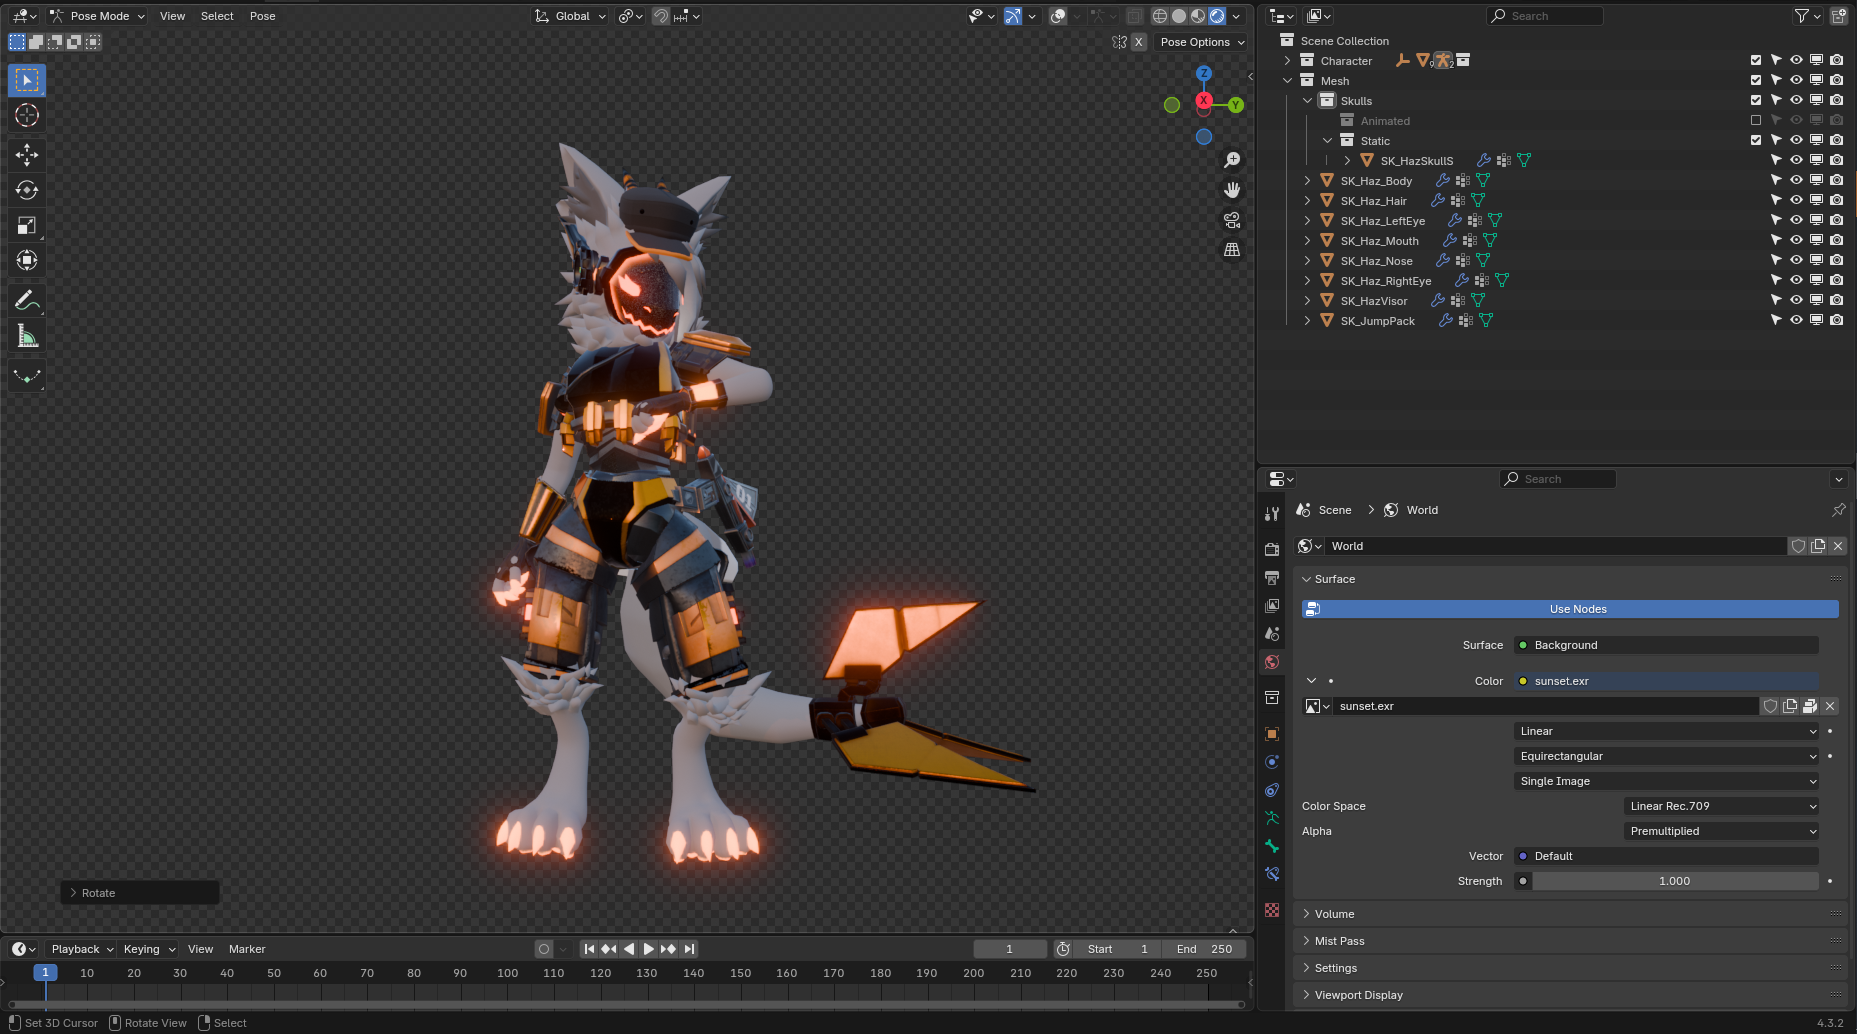 Pose Mode View Select Pose Global
X Pose Options
Z
X Y
Rotate
Playback Keying View Marker 1 Start 1 End 250
1 10 20 30 40 50 60 70 80 90 100 110 120 130 140 150 160 170 180 190 200 210 220 230 240 250
Set 3D Cursor Rotate View Select 4.3.2
Search
Scene Collection
Character 9 2
Mesh
Skulls
Animated
Static
SK_HazSkullS
SK_Haz_Body
SK_Haz_Hair
SK_Haz_LeftEye
SK_Haz_Mouth
SK_Haz_Nose
SK_Haz_RightEye
SK_HazVisor
SK_JumpPack
Search
Scene World
World
Surface
Use Nodes
Surface Background
Color sunset.exr
sunset.exr
Linear
Equirectangular
Single Image
Color Space Linear Rec.709
Alpha Premultiplied
Vector Default
Strength 1.000
Volume
Mist Pass
Settings
Viewport Display
01